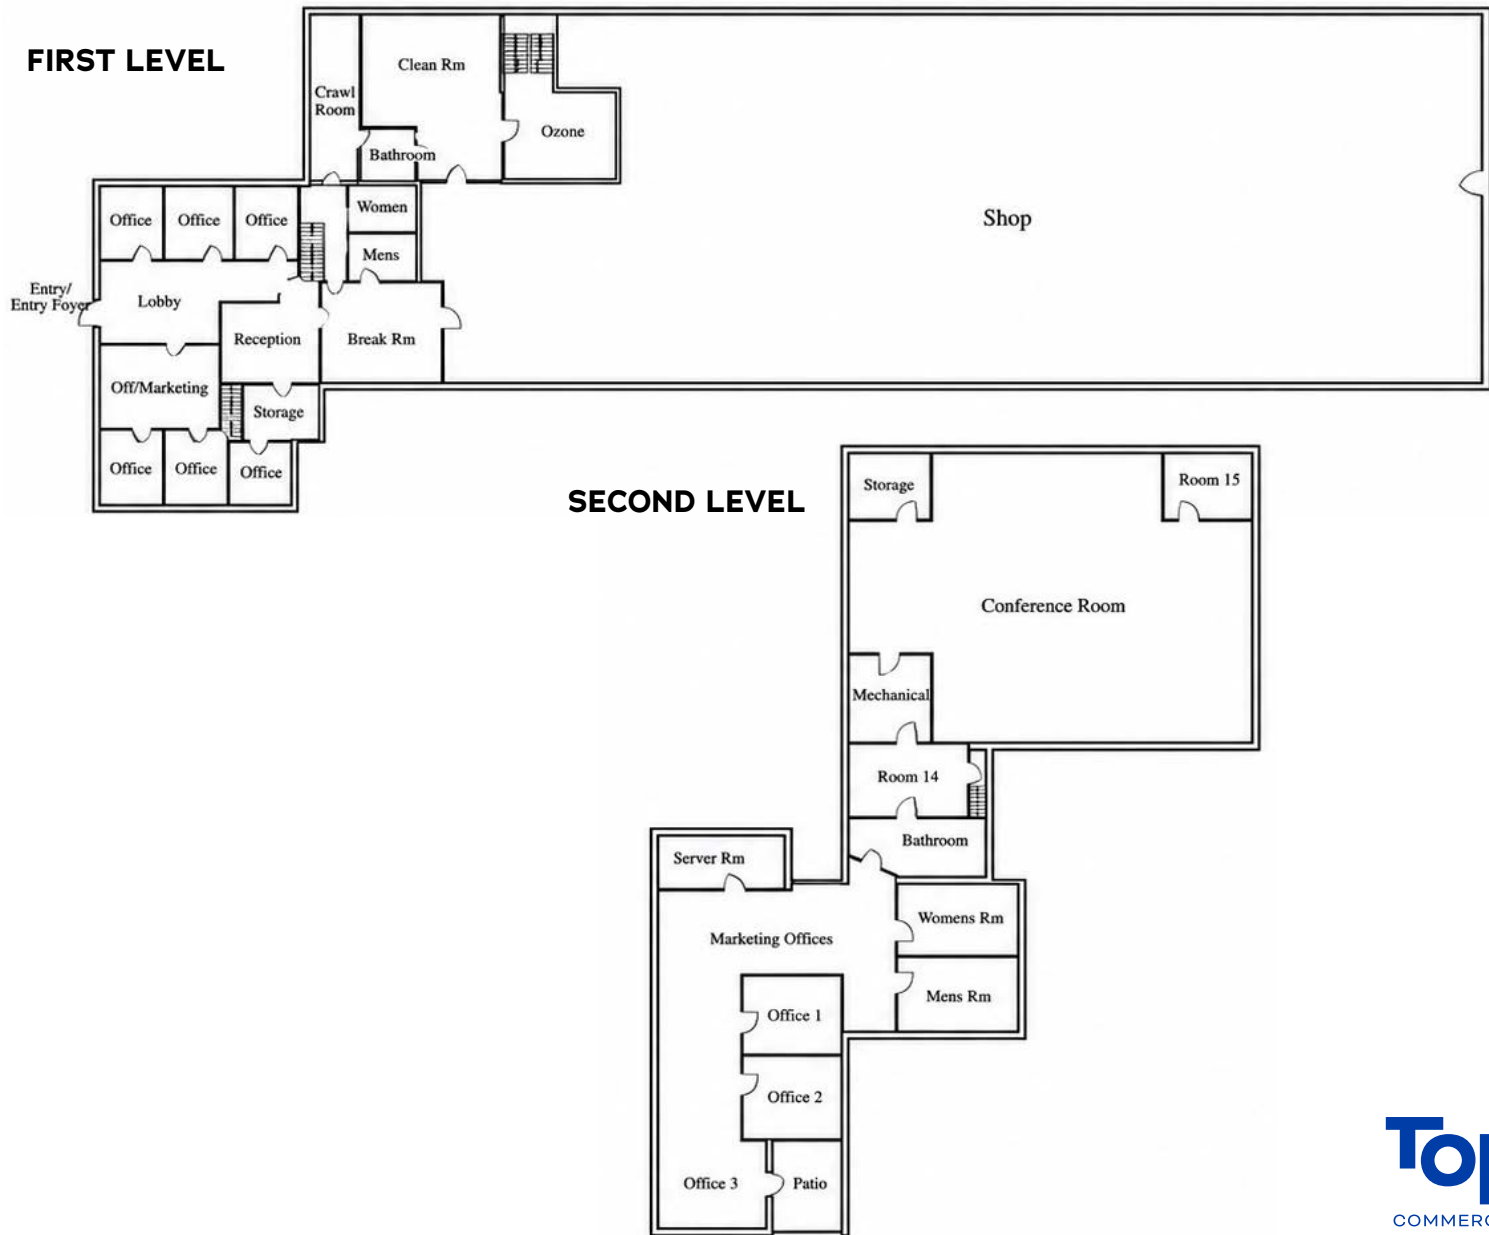 FIRST LEVEL
Clean Rm
Crawl
Room
Ozone
Bathroom
Office
Office
Office
Women
Mens
Shop
Entry/
Entry Foyer
Lobby
Reception
Break Rm
Off/Marketing
Storage
Office
Office
Office
SECOND LEVEL
Storage
Room 15
Conference Room
Mechanical
Room 14
Bathroom
Server Rm
Womens Rm
Marketing Offices
Mens Rm
Office 1
Office 2
Office 3
Patio